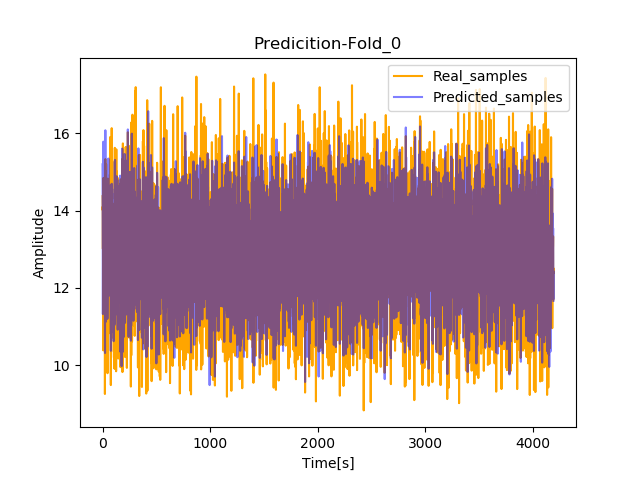 Predicition-Fold_0
Real_samples
Predicted_samples
16
14
12
10
Amplitude
0
1000
2000
3000
4000
Time[s]